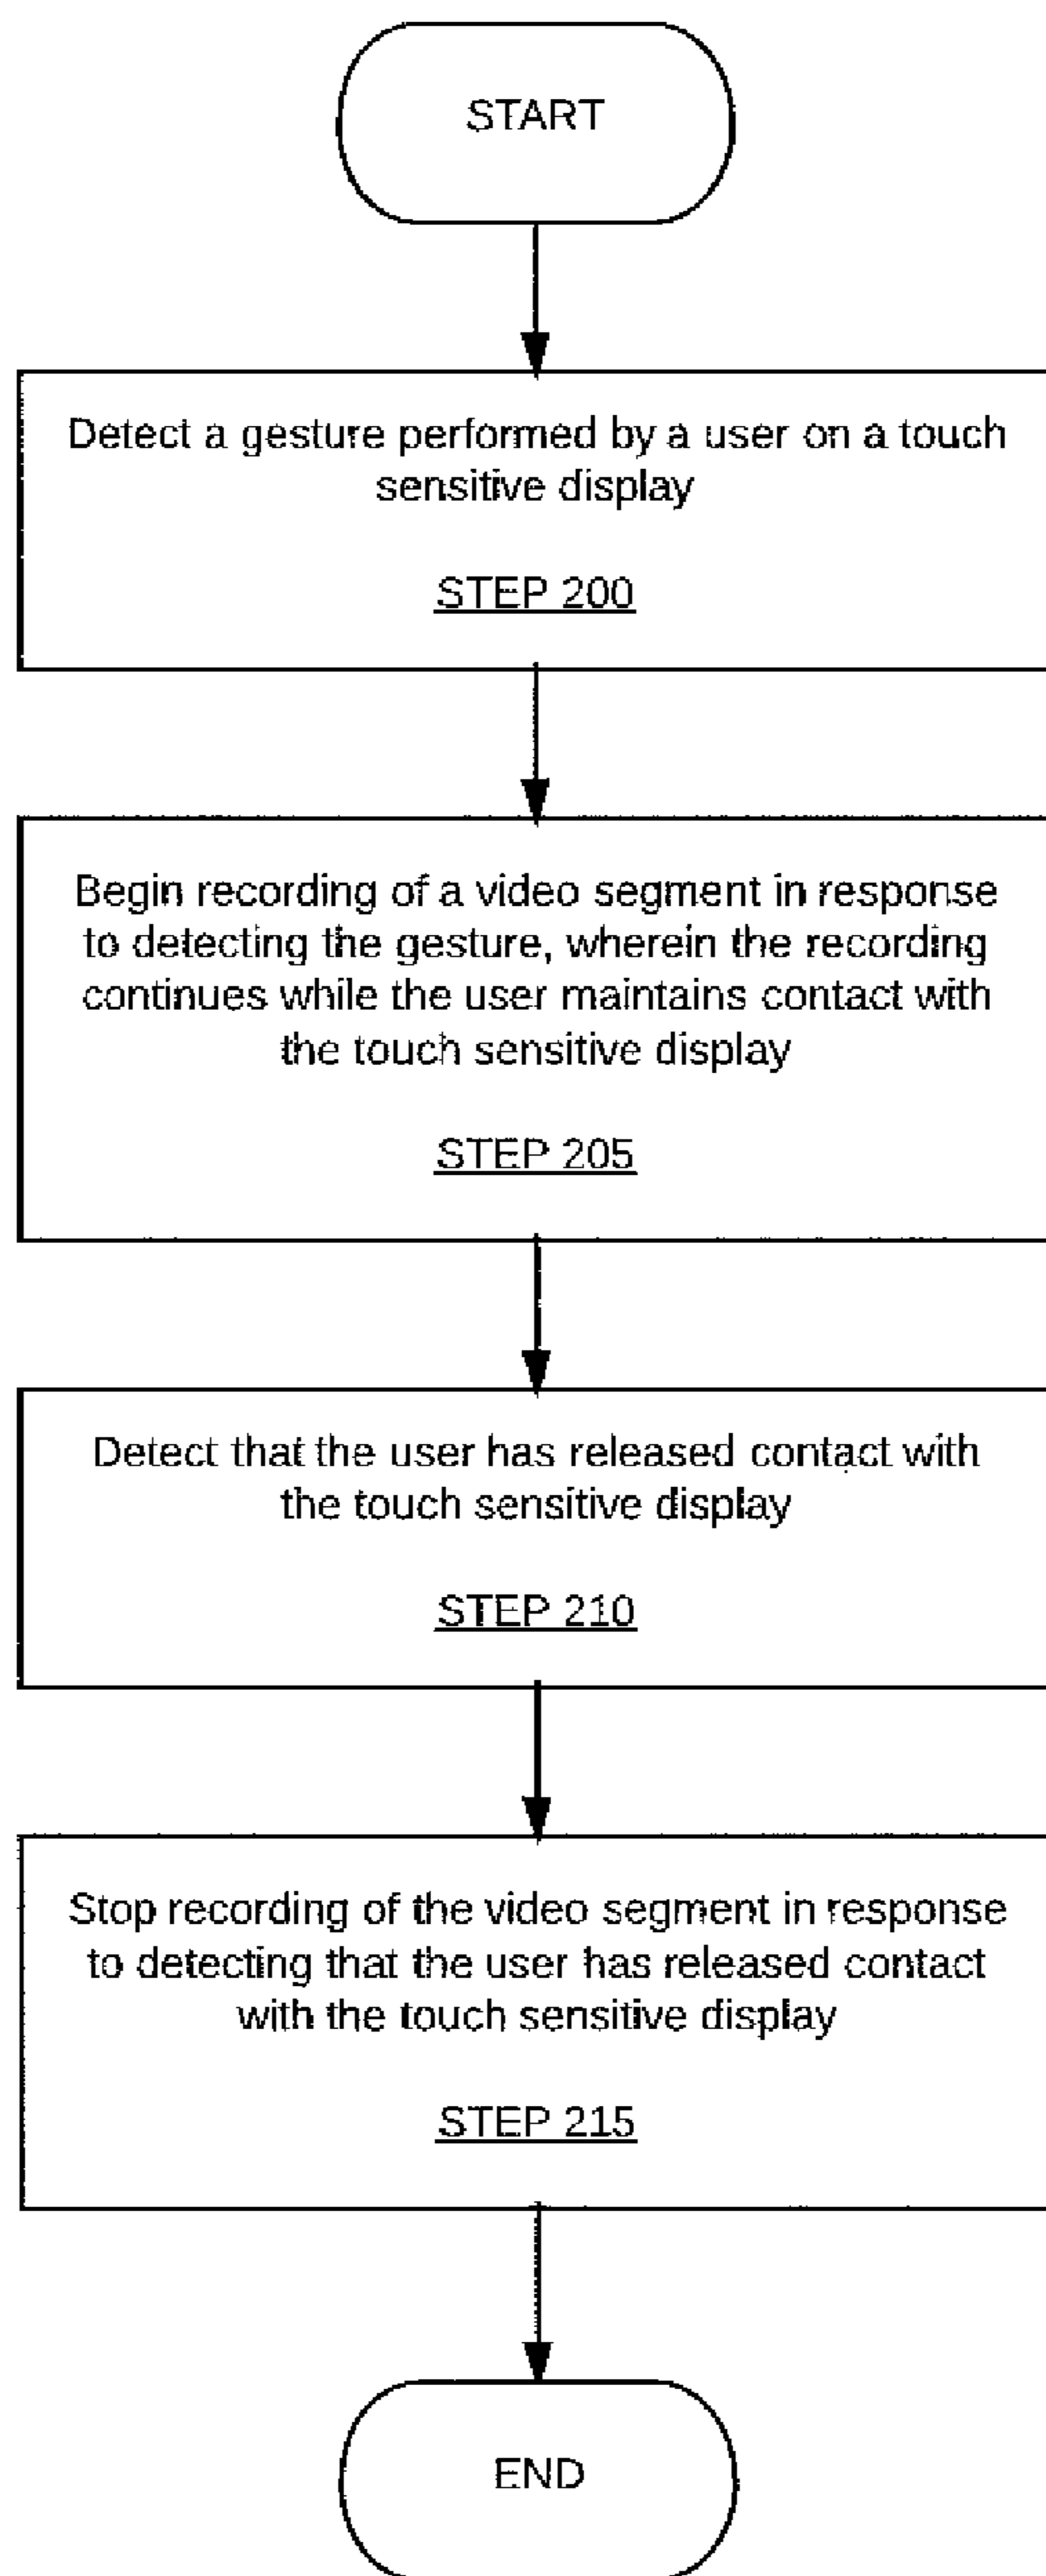 START
Detect a gesture performed by a user on a touch
sensitive display
STEP 200
Begin recording of a video segment in response
to detecting the gesture, wherein the recording
continues while the user maintains contact with
the touch sensitive display
STEP 205
Detect that the user has released contact with
the touch sensitive display
STEP 210
Stop recording of the video segment in response
to detecting that the user has released contact
with the touch sensitive display
STEP 215
END